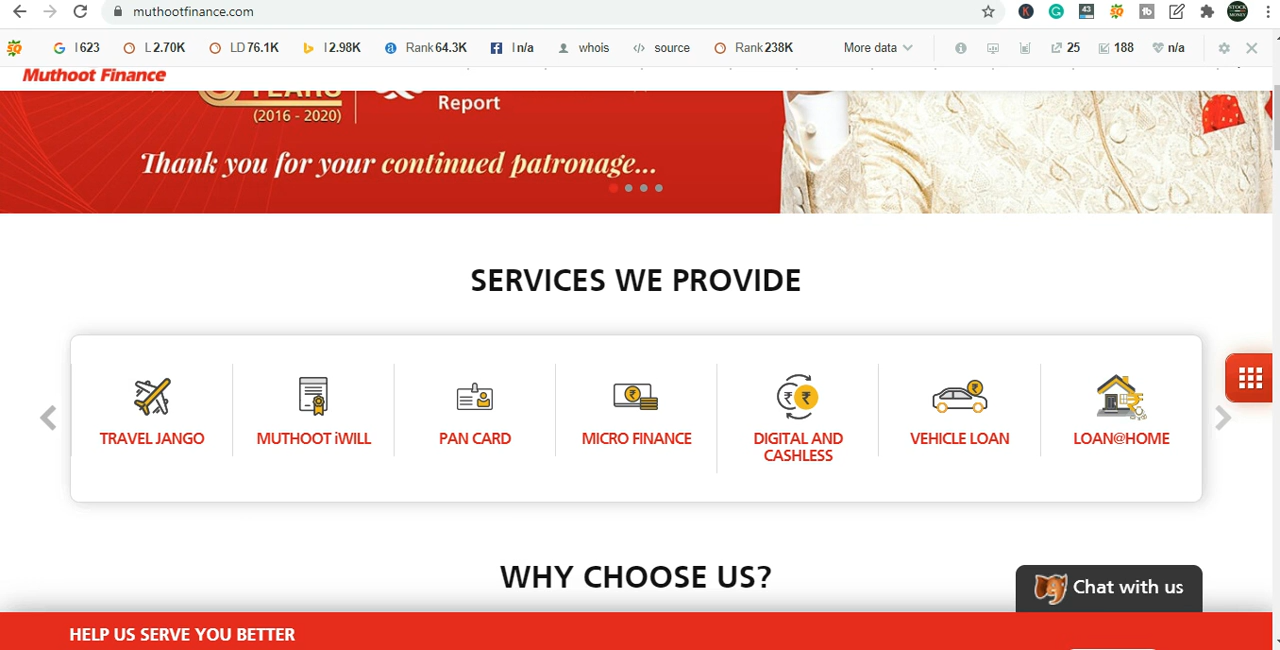 muthootfinance.com
43
I 623
L 2.70K
LD 76.1K
I 2.98K
Rank 64.3K
I n/a
whois
source
Rank 238K
More data
25
188
n/a
Muthoot Finance
YEARS
(2016 - 2020)
Report
Thank you for your continued patronage...
SERVICES WE PROVIDE
TRAVEL JANGO
MUTHOOT iWILL
PAN CARD
MICRO FINANCE
DIGITAL AND
CASHLESS
VEHICLE LOAN
LOAN@HOME
WHY CHOOSE US?
Chat with us
HELP US SERVE YOU BETTER